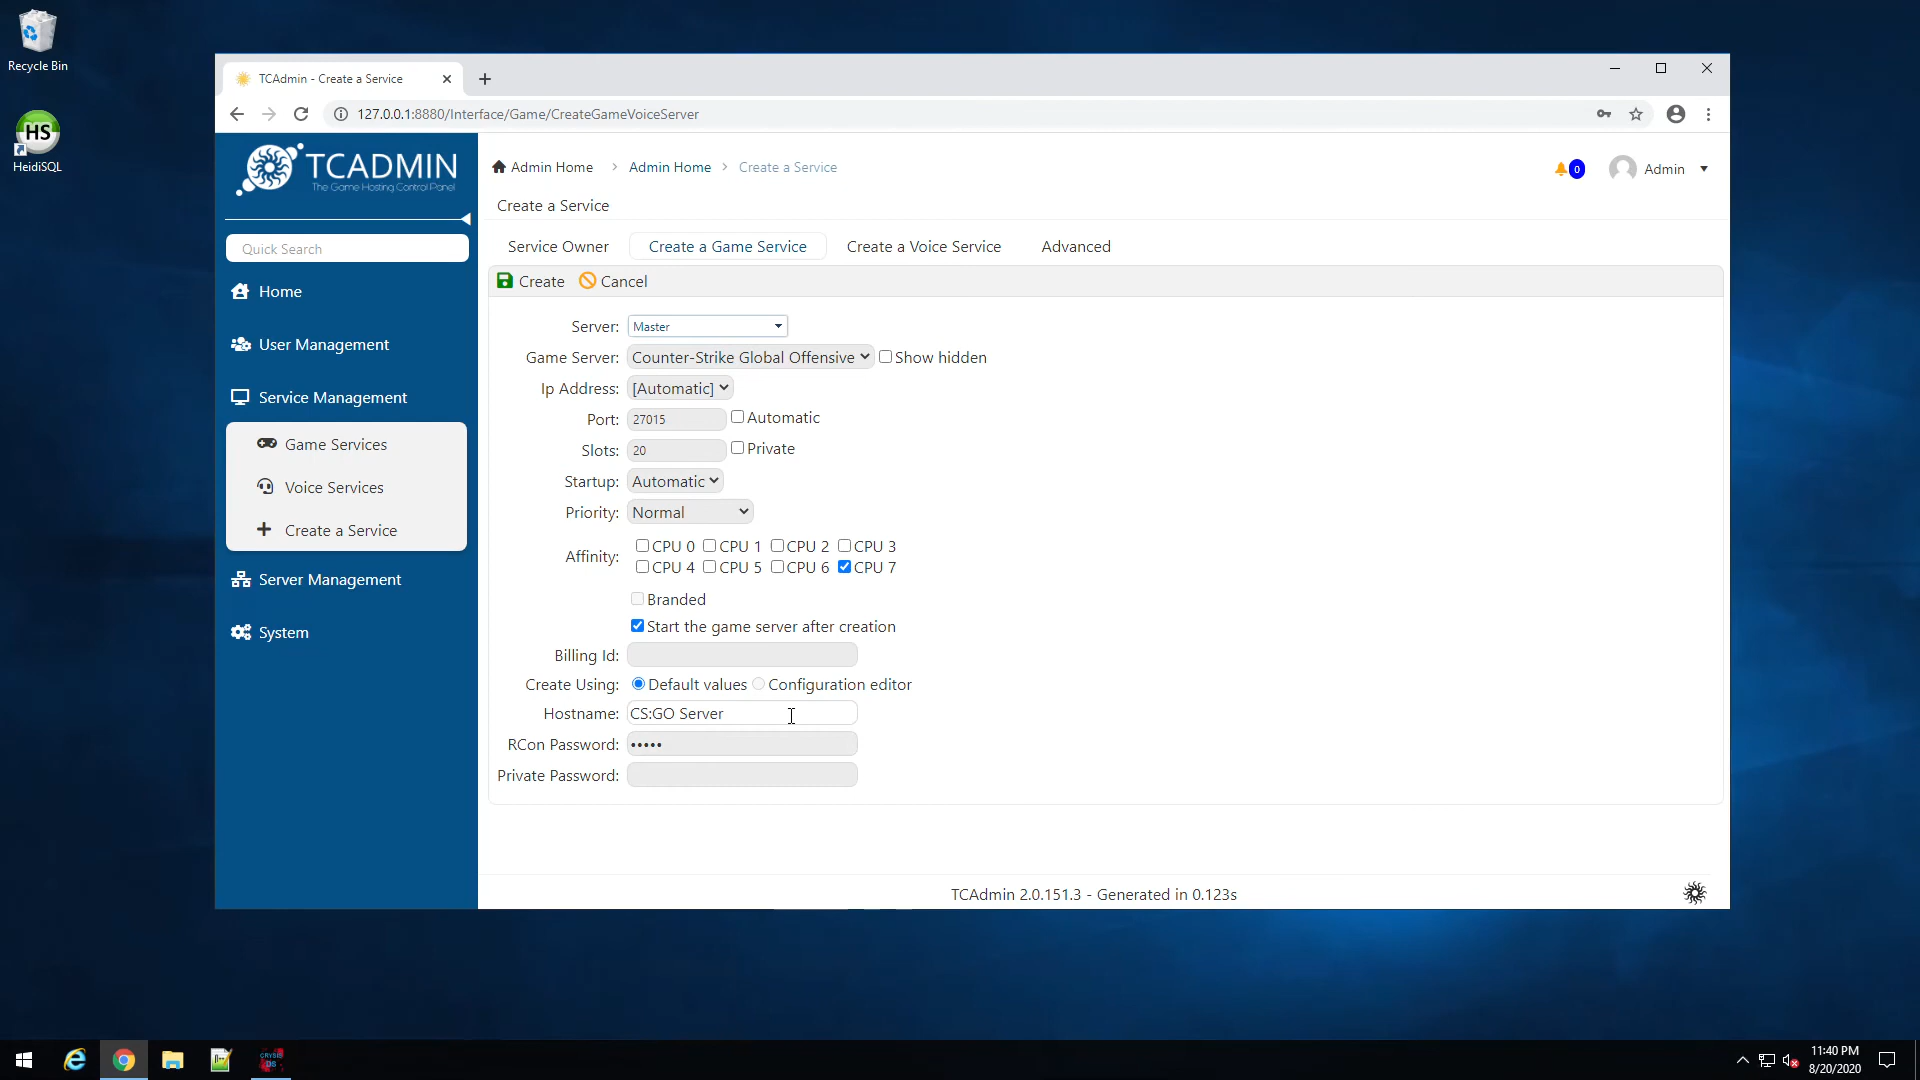 Recycle Bin
HS
HeidiSQL
TCAdmin - Create a Service
127.0.0.1:8880/Interface/Game/CreateGameVoiceServer
TCADMIN
The Game Hosting Control Panel
Quick Search
Home
User Management
Service Management
Game Services
Voice Services
Create a Service
Server Management
System
Admin Home > Admin Home > Create a Service
0
Admin
Create a Service
Service Owner Create a Game Service Create a Voice Service Advanced
Create Cancel
Server: Master
Game Server: Counter-Strike Global Offensive Show hidden
Ip Address: [Automatic]
Port: 27015 Automatic
Slots: 20 Private
Startup: Automatic
Priority: Normal
Affinity: CPU 0 CPU 1 CPU 2 CPU 3
CPU 4 CPU 5 CPU 6 CPU 7
Branded
Start the game server after creation
Billing Id:
Create Using: Default values Configuration editor
Hostname: CS:GO Server
RCon Password: •••••
Private Password:
TCAdmin 2.0.151.3 - Generated in 0.123s
CRYSIS
DS
11:40 PM
8/20/2020